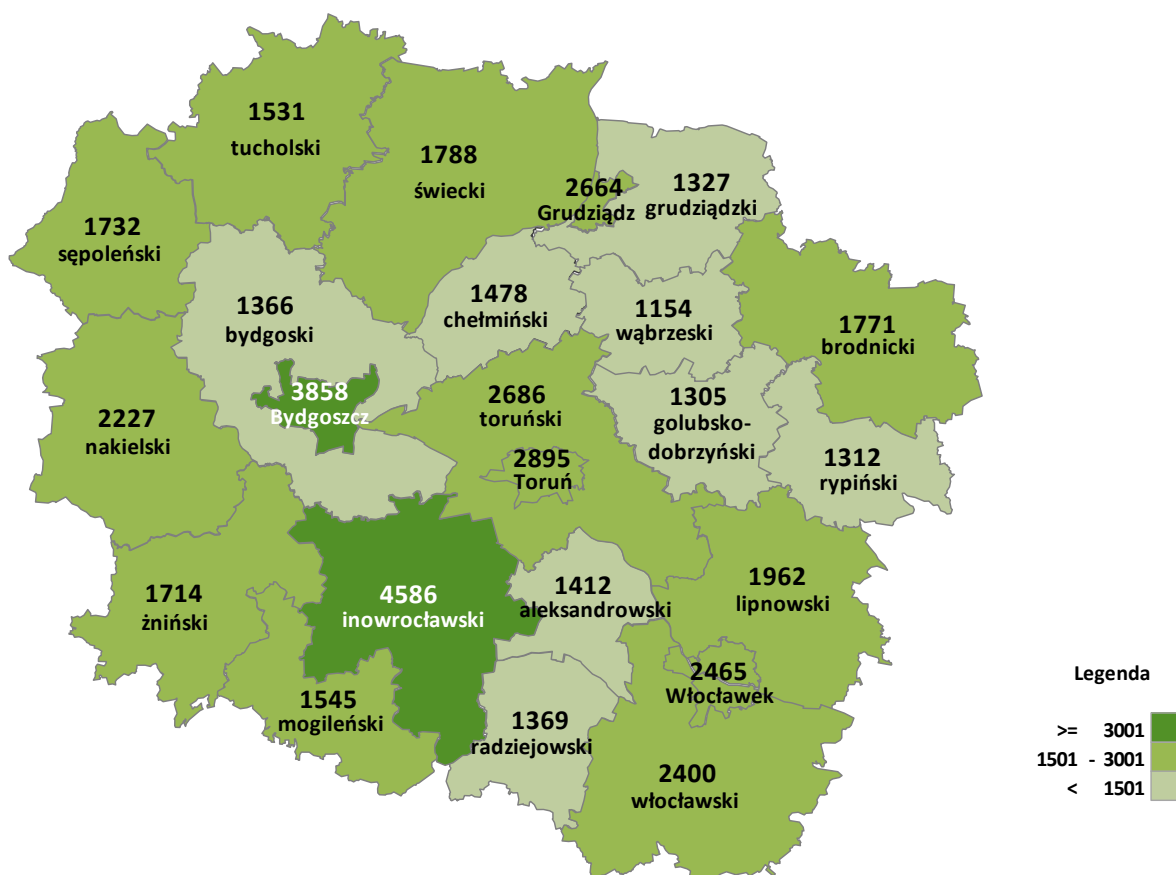 1531
tucholski
1788
świecki
2664
Grudziądz
1327
grudziądzki
1732
sępoleński
1366
bydgoski
1478
chełmiński
1154
wąbrzeski
1771
brodnicki
3858
Bydgoszcz
2227
nakielski
2686
toruński
1305
golubsko-
dobrzyński
2895
Toruń
1312
rypiński
1714
żniński
4586
inowrocławski
1412
aleksandrowski
1962
lipnowski
1545
mogileński
1369
radziejowski
2465
Włocławek
2400
włocławski
Legenda
>= 3001
1501 - 3001
< 1501